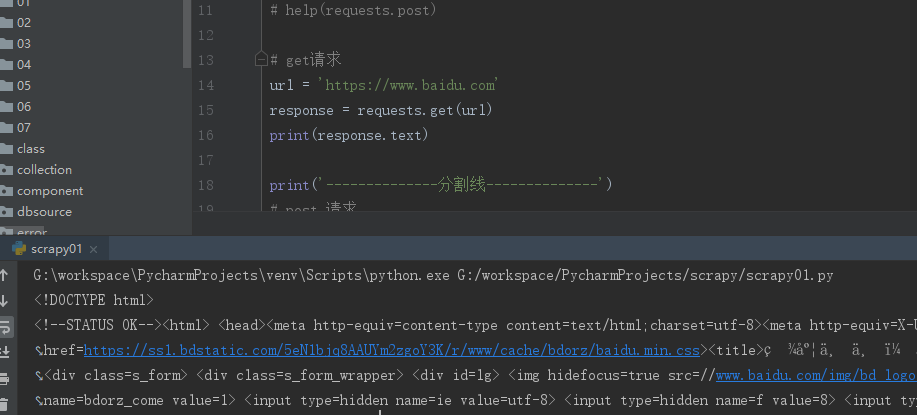 01
02
03
04
05
06
07
class
collection
component
dbsource
error
11 # help(requests.post)
12
13 # get请求
14 url = 'https://www.baidu.com'
15 response = requests.get(url)
16 print(response.text)
17
18 print('--------------分割线--------------')
19 # post 请求
scrapy01 ×
G:\workspace\PycharmProjects\venv\Scripts\python.exe G:/workspace/PycharmProjects/scrapy/scrapy01.py
<!DOCTYPE html>
<!--STATUS OK--><html> <head><meta http-equiv=content-type content=text/html;charset=utf-8><meta http-equiv=X-U
href=https://ss1.bdstatic.com/5eN1bjq8AAUYm2zgoY3K/r/www/cache/bdorz/baidu.min.css><title>ç ¾åº¦ä¸ ä¸ ï¼
<div class=s_form> <div class=s_form_wrapper> <div id=lg> <img hidefocus=true src=//www.baidu.com/img/bd_logo
name=bdorz_come value=1> <input type=hidden name=ie value=utf-8> <input type=hidden name=f value=8> <input ty